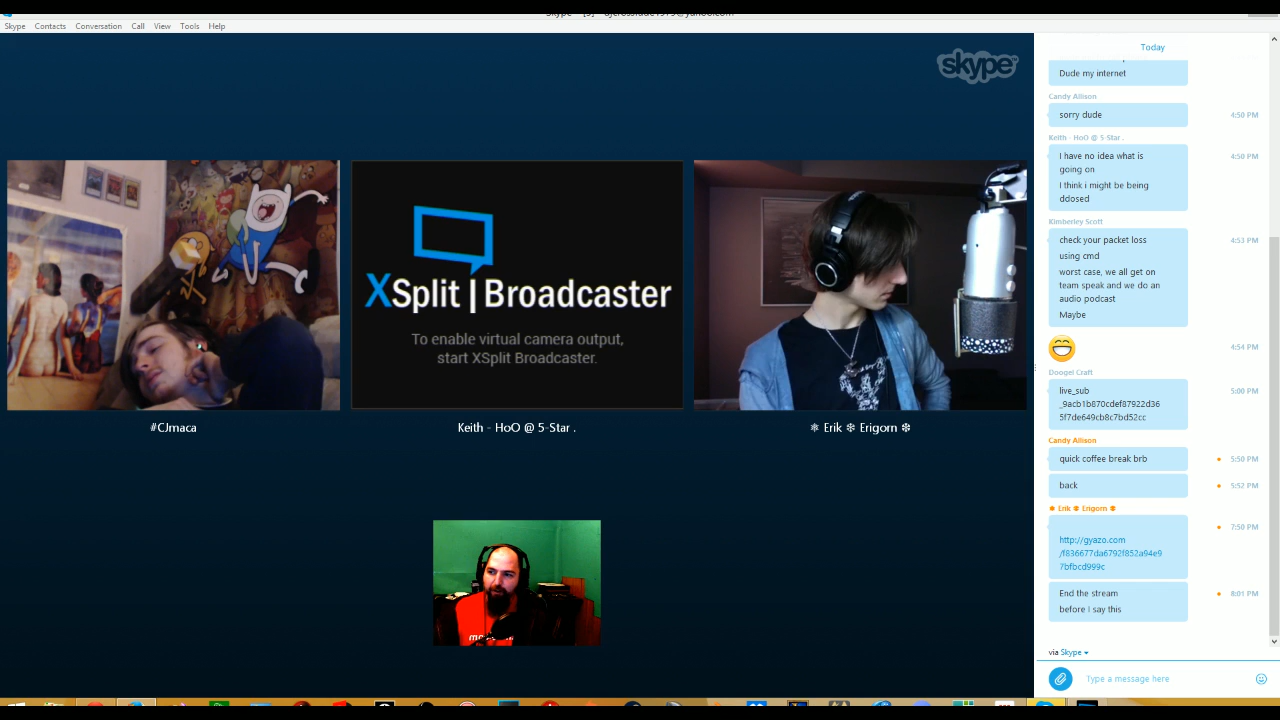 Skype Contacts Conversation Call View Tools Help
skype
Today
Dude my internet
Candy Allison
sorry dude
4:50 PM
Keith - HoO @ 5-Star .
I have no idea what is
going on
4:50 PM
I think i might be being
ddosed
Kimberley Scott
check your packet loss
4:53 PM
using cmd
worst case, we all get on
team speak and we do an
audio podcast
Maybe
4:54 PM
Doogel Craft
live_sub
5:00 PM
_9acb1b870cdef87922d36
5f7de649cb8c7bd52cc
Candy Allison
quick coffee break brb
5:50 PM
back
5:52 PM
❄ Erik ❄ Erigorn ❄
7:50 PM
http://gyazo.com
/f836677da6792f852a94e9
7bfbcd999c
End the stream
8:01 PM
before I say this
via Skype
Type a message here
XSplit | Broadcaster
To enable virtual camera output,
start XSplit Broadcaster.
#CJmaca
Keith - HoO @ 5-Star .
❄ Erik ❄ Erigorn ❄